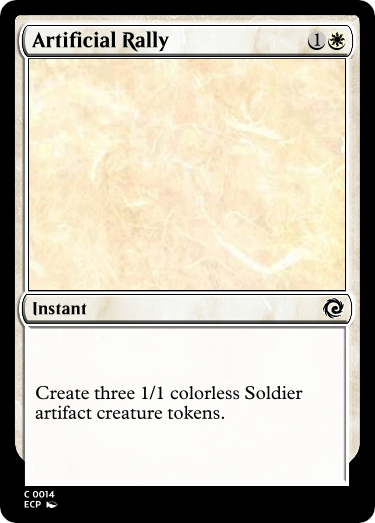 Artificial Rally 1
Instant
Create three 1/1 colorless Soldier
artifact creature tokens.
C 0014
ECP